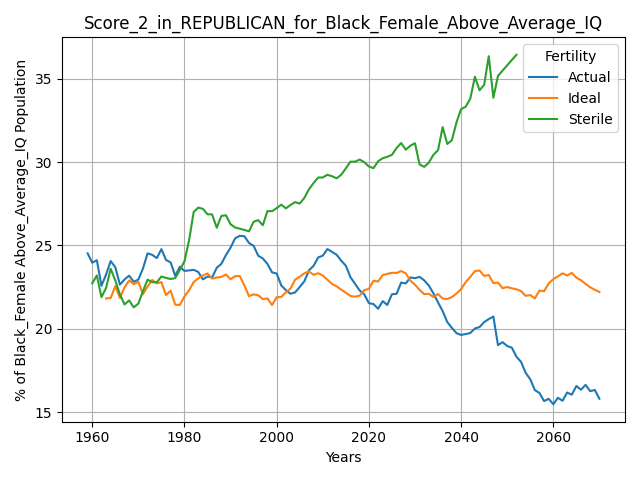 Score_2_in_REPUBLICAN_for_Black_Female_Above_Average_IQ
% of Black_Female Above_Average_IQ Population
35
30
25
20
15
Fertility
Actual
Ideal
Sterile
1960 1980 2000 2020 2040 2060
Years